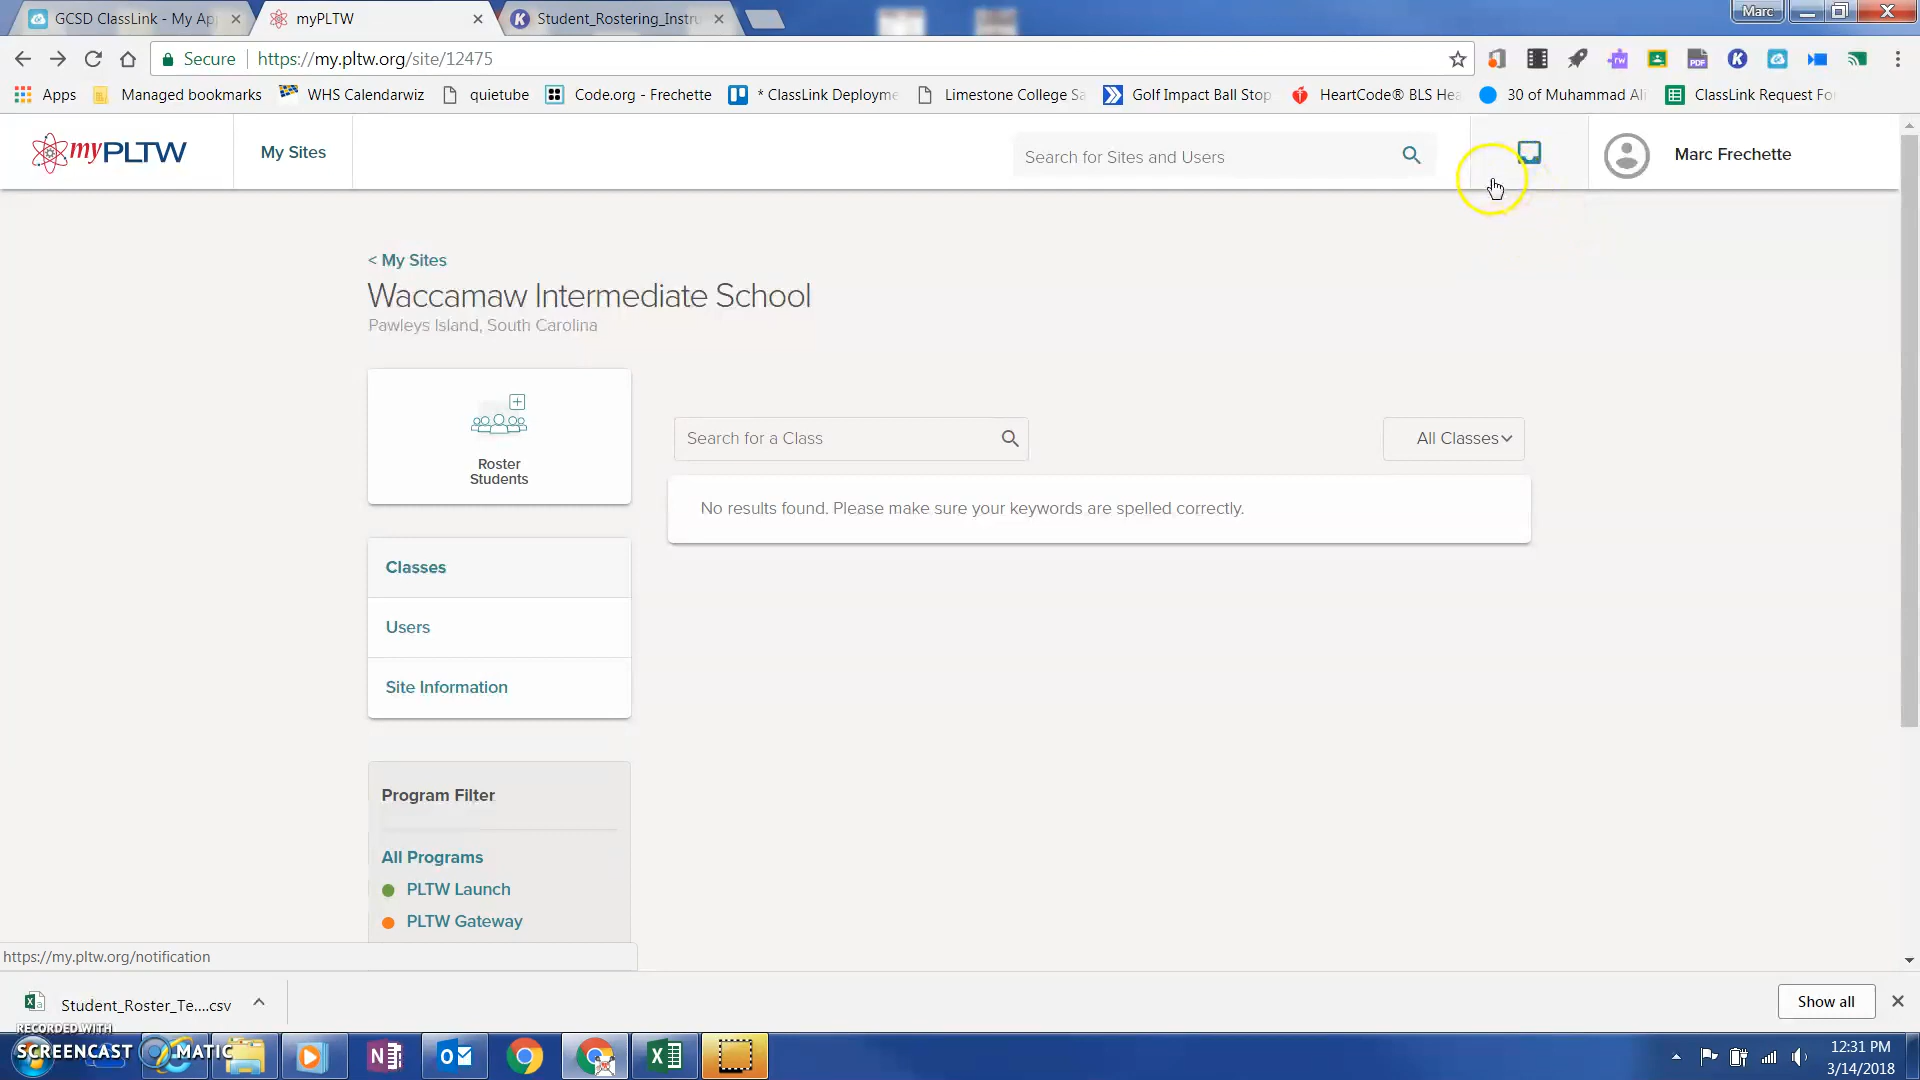 GCSD ClassLink - My Ap
myPLTW
Student_Rostering_Instru
Marc
Secure
https://my.pltw.org/site/12475
Apps
Managed bookmarks
WHS Calendarwiz
quietube
Code.org - Frechette
* ClassLink Deployme
Limestone College Sa
Golf Impact Ball Stop
HeartCode® BLS Hea
30 of Muhammad Ali
ClassLink Request For
myPLTW
My Sites
Search for Sites and Users
Marc Frechette
< My Sites
Waccamaw Intermediate School
Pawleys Island, South Carolina
Roster
Students
Search for a Class
All Classes
No results found. Please make sure your keywords are spelled correctly.
Classes
Users
Site Information
Program Filter
All Programs
PLTW Launch
PLTW Gateway
https://my.pltw.org/notification
Student_Roster_Te....csv
Show all
RECORDED WITH
SCREENCAST MATIC
12:31 PM
3/14/2018